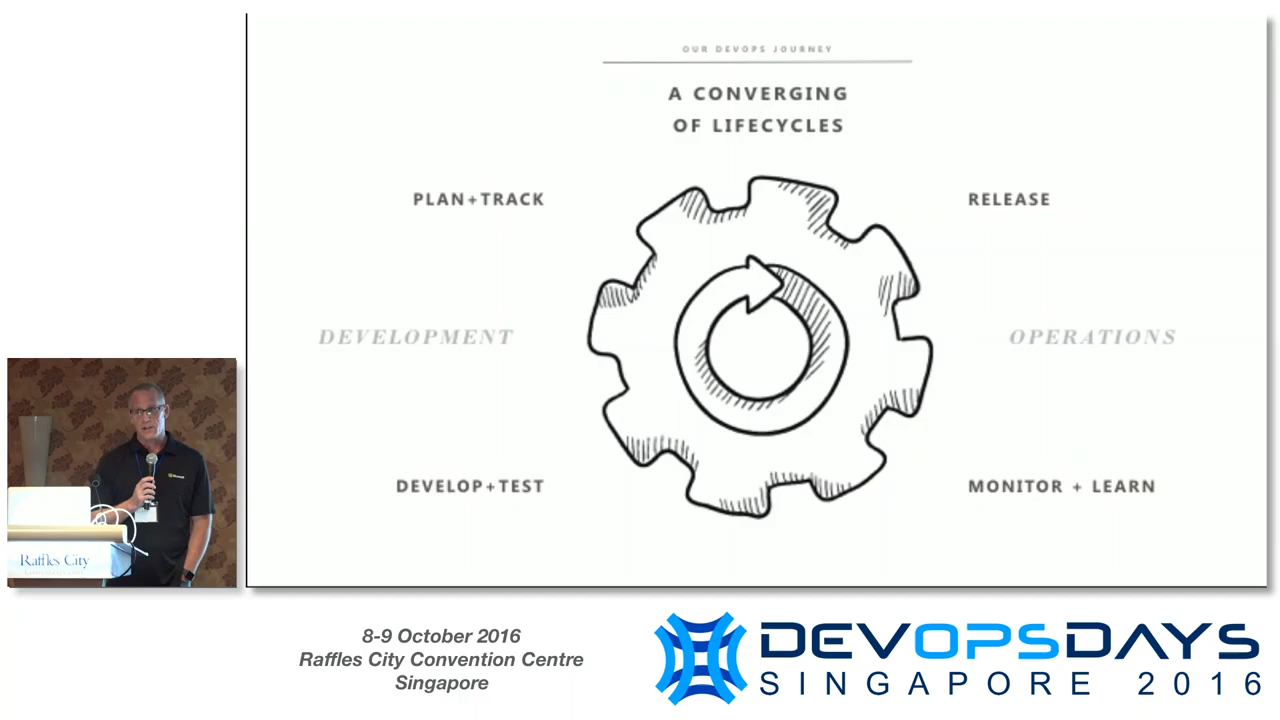 OUR DEVOPS JOURNEY
A CONVERGING
OF LIFECYCLES
PLAN+TRACK
RELEASE
DEVELOPMENT
OPERATIONS
DEVELOP+TEST
MONITOR + LEARN
Microsoft
Raffles City
8-9 October 2016
Raffles City Convention Centre
Singapore
DEVOPSDAYS
SINGAPORE 2016